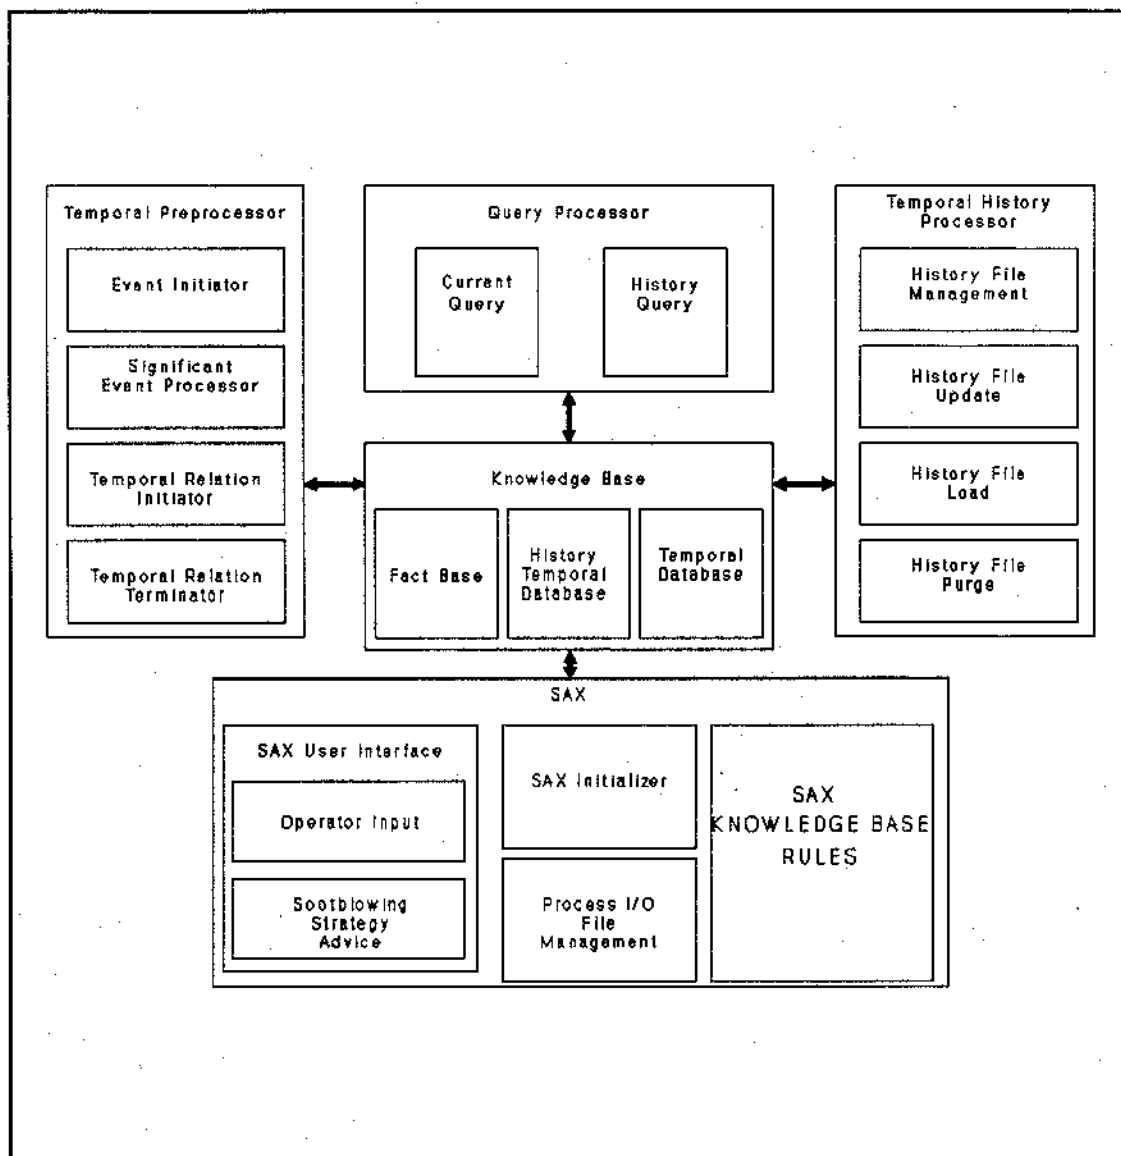 Temporal Preprocessor
Event Initiator
Significant
Event Processor
Temporal Relation
Initiator
Temporal Relation
Terminator
Query Processor
Current
Query
History
Query
Temporal History
Processor
History File
Management
History File
Update
History File
Load
History File
Purge
Knowledge Base
Fact Base
History
Temporal
Database
Temporal
Database
SAX
SAX User Interface
Operator Input
Sootblowing
Strategy
Advice
SAX Initializer
Process I/O
File
Management
SAX
KNOWLEDGE BASE
RULES